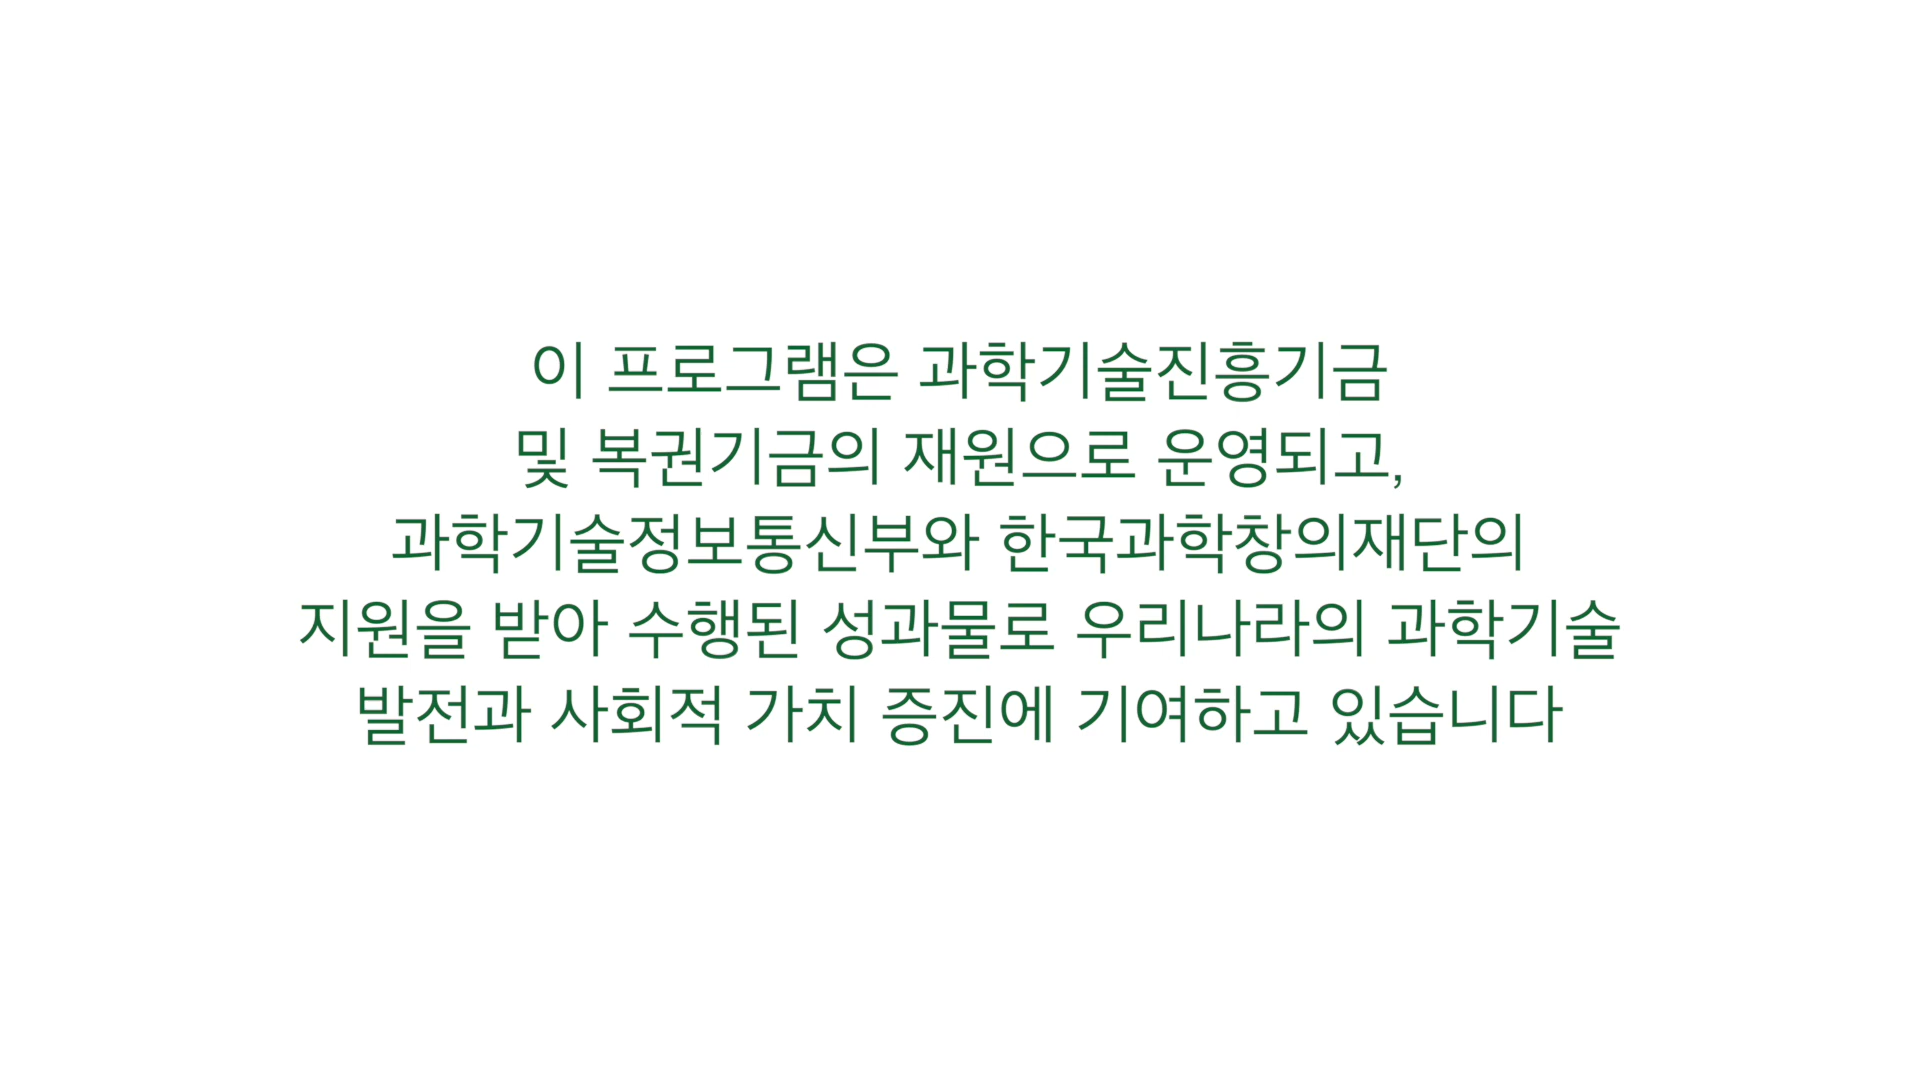 이 프로그램은 과학기술진흥기금
및 복권기금의 재원으로 운영되고,
과학기술정보통신부와 한국과학창의재단의
지원을 받아 수행된 성과물로 우리나라의 과학기술
발전과 사회적 가치 증진에 기여하고 있습니다